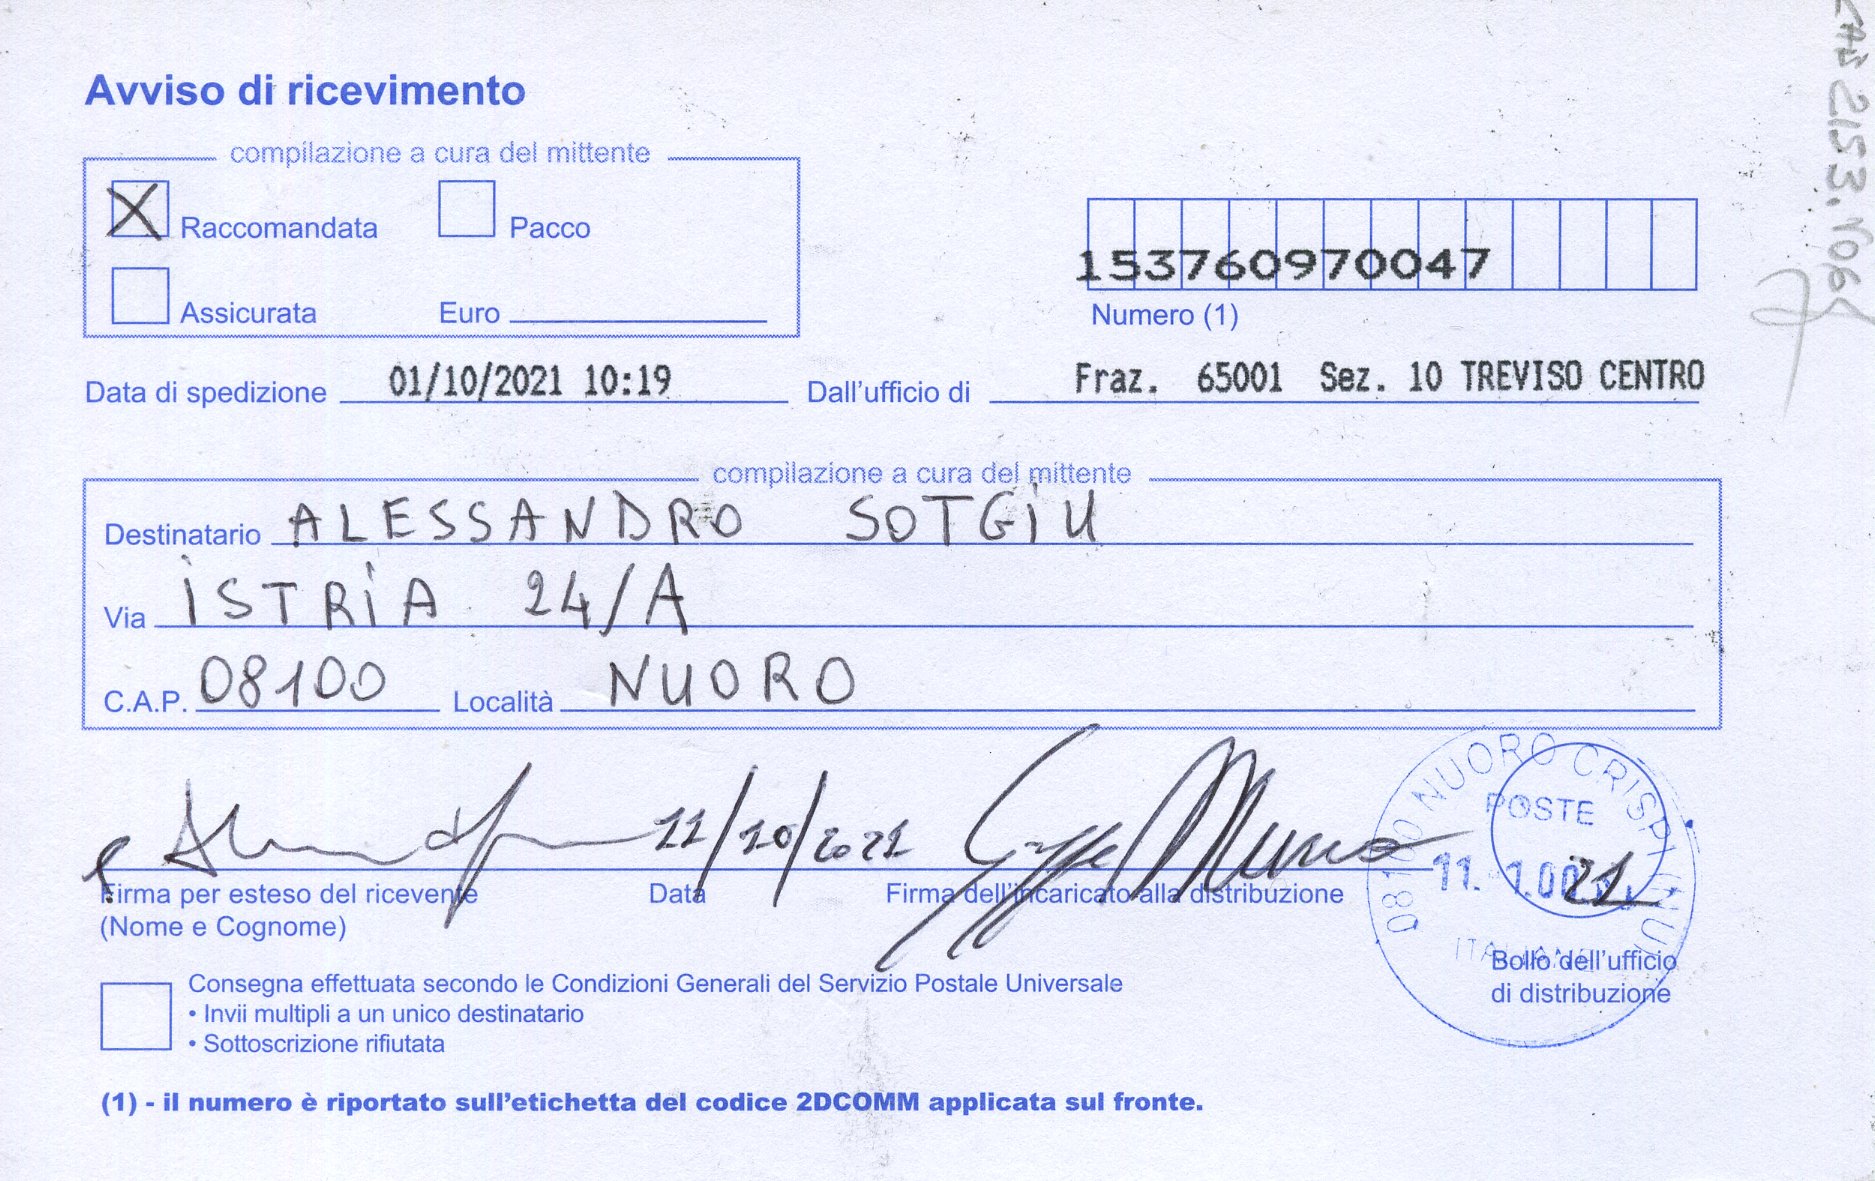 Avviso di ricevimento
compilazione a cura del mittente
X Raccomandata Pacco
Assicurata Euro
153760970047
Numero (1)
Data di spedizione 01/10/2021 10:19 Dall'ufficio di Fraz. 65001 Sez. 10 TREVISO CENTRO
compilazione a cura del mittente
Destinatario ALESSANDRO SOTGIU
Via ISTRIA 24/A
C.A.P. 08100 Località NUORO
11/10/2021
Firma per esteso del ricevente Data Firma dell'incaricato alla distribuzione
(Nome e Cognome)
08100 NUORO CRISPI (NU)
POSTE
21
ITALIANE
Bollo dell'ufficio
di distribuzione
Consegna effettuata secondo le Condizioni Generali del Servizio Postale Universale
• Invii multipli a un unico destinatario
• Sottoscrizione rifiutata
(1) - il numero è riportato sull'etichetta del codice 2DCOMM applicata sul fronte.